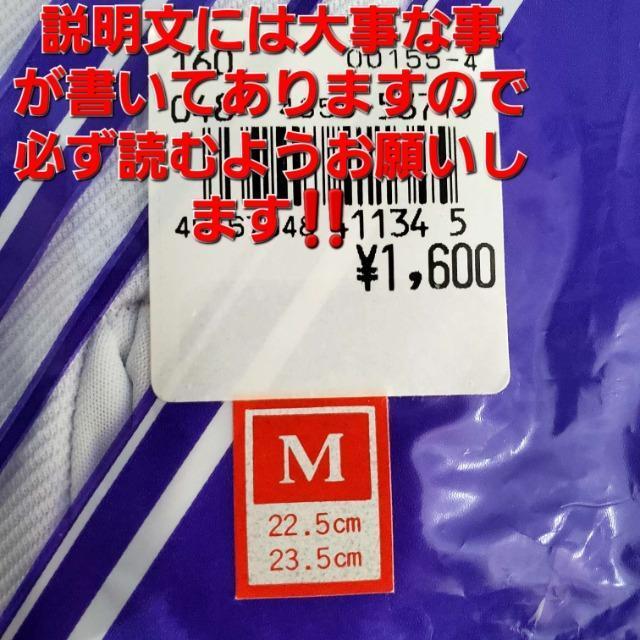 説明文には大事な事
が書いてありますので
必ず読むようお願いし
ます!!
160 00155-4
41134 5
¥1,600
M
22.5cm
23.5cm